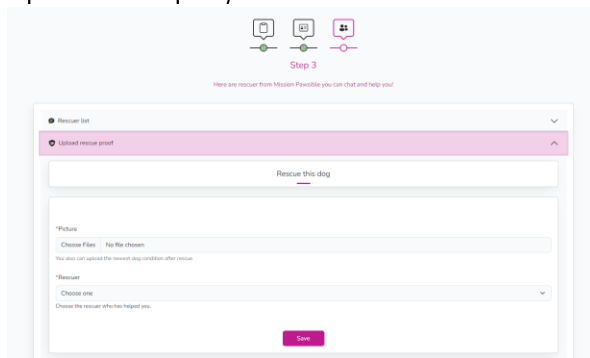 Step 3
Here are rescuer from Mission Pawsible you can chat and help you!
Rescuer list
Upload rescue proof
Rescue this dog
*Picture
Choose Files No file chosen
You also can upload the newest dog condition after rescue
*Rescuer
Choose one
Choose the rescuer who has helped you.
Save